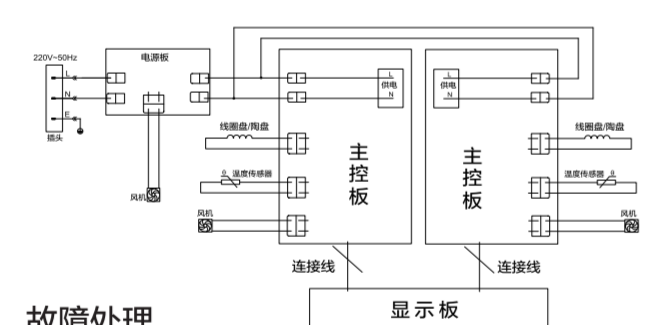 220V~50Hz
电源板
L
N
E
插头
风机
线圈盘/陶盘
θ 温度传感器
风机
L
供电
N
主控板
L
供电
N
主控板
线圈盘/陶盘
温度传感器 θ
风机
连接线
连接线
显示板
故障处理